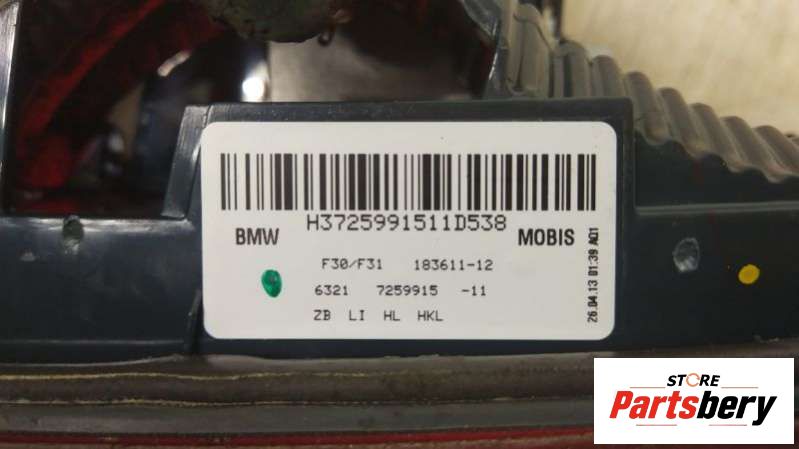 H3725991511D538
BMW MOBIS
F30/F31 183611-12
6321 7259915 -11
ZB LI HL HKL
26.04.13 01:39 A01
STORE
Partsbery